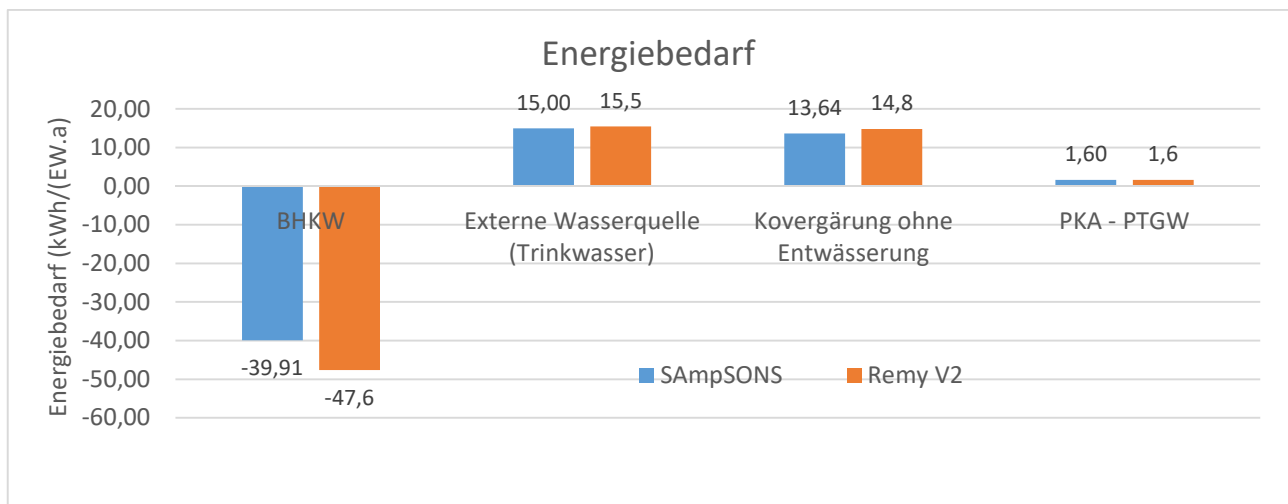 Energiebedarf
Energiebedarf (kWh/(EW.a)
20,00
10,00
0,00
-10,00
-20,00
-30,00
-40,00
-50,00
-60,00
15,00
15,5
13,64
14,8
1,60
1,6
BHKW
Externe Wasserquelle
(Trinkwasser)
Kovergärung ohne
Entwässerung
PKA - PTGW
-39,91
-47,6
SAmpSONS
Remy V2